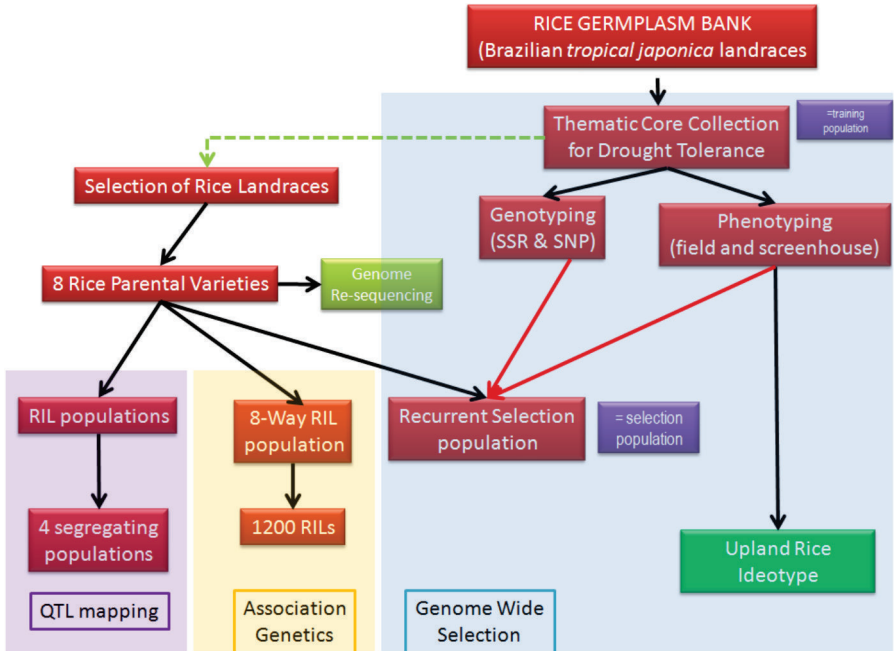 RICE GERMPLASM BANK
(Brazilian tropical japonica landraces
Thematic Core Collection
for Drought Tolerance
=training
population
Selection of Rice Landraces
Genotyping
(SSR & SNP)
Phenotyping
(field and screenhouse)
8 Rice Parental Varieties
Genome
Re-sequencing
RIL populations
8-Way RIL
population
Recurrent Selection
population
= selection
population
4 segregating
populations
1200 RILs
Upland Rice
Ideotype
QTL mapping
Association
Genetics
Genome Wide
Selection